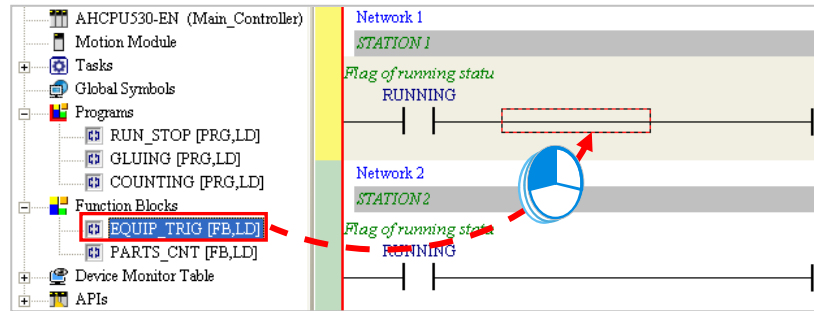 AHCPU530-EN (Main_Controller)
Motion Module
Tasks
Global Symbols
Programs
RUN_STOP [PRG,LD]
GLUING [PRG,LD]
COUNTING [PRG,LD]
Function Blocks
EQUIP_TRIG [FB,LD]
PARTS_CNT [FB,LD]
Device Monitor Table
APIs
Network 1
STATION 1
Flag of running statu
RUNNING
Network 2
STATION 2
Flag of running statu
RUNNING